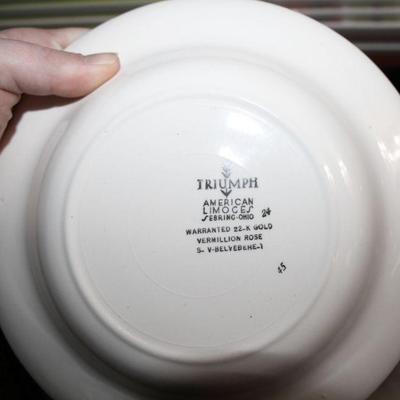 TRIUMPH
AMERICAN
LIMOGES
SEBRING-OHIO 24
WARRANTED 22-K GOLD
VERMILLION ROSE
S- V-BELVEDERE-1
45